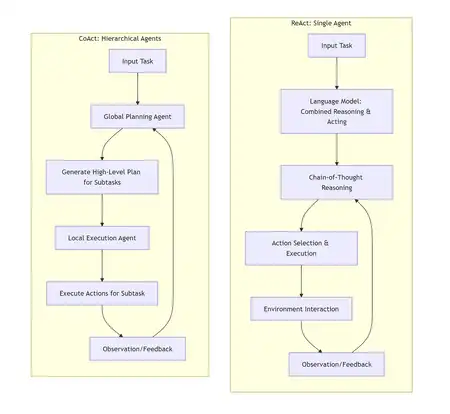 CoAct: Hierarchical Agents
Input Task
Global Planning Agent
Generate High-Level Plan
for Subtasks
Local Execution Agent
Execute Actions for Subtask
Observation/Feedback
ReAct: Single Agent
Input Task
Language Model:
Combined Reasoning &
Acting
Chain-of-Thought
Reasoning
Action Selection &
Execution
Environment Interaction
Observation/Feedback